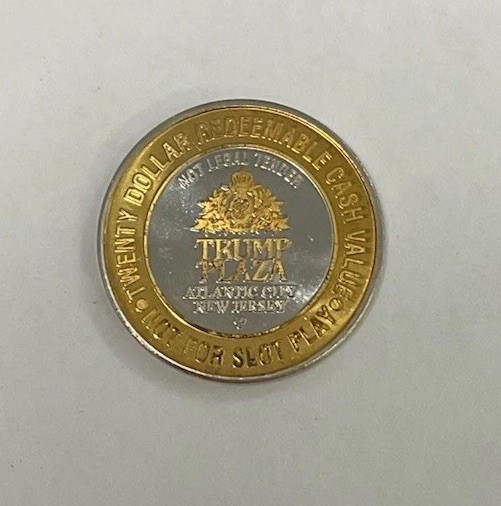 TWENTY DOLLAR REDEEMABLE CASH VALUE
NOT LEGAL TENDER
TRUMP
PLAZA
ATLANTIC CITY
NEW JERSEY
NOT FOR SLOT PLAY